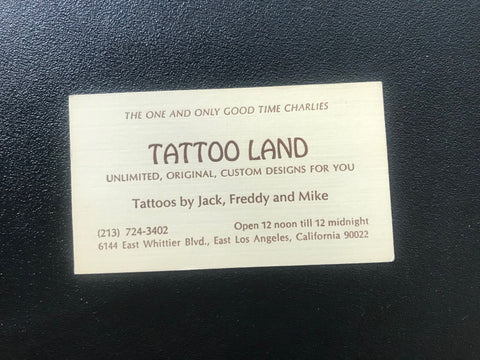 THE ONE AND ONLY GOOD TIME CHARLIES
TATTOO LAND
UNLIMITED, ORIGINAL, CUSTOM DESIGNS FOR YOU
Tattoos by Jack, Freddy and Mike
(213) 724-3402 Open 12 noon till 12 midnight
6144 East Whittier Blvd., East Los Angeles, California 90022